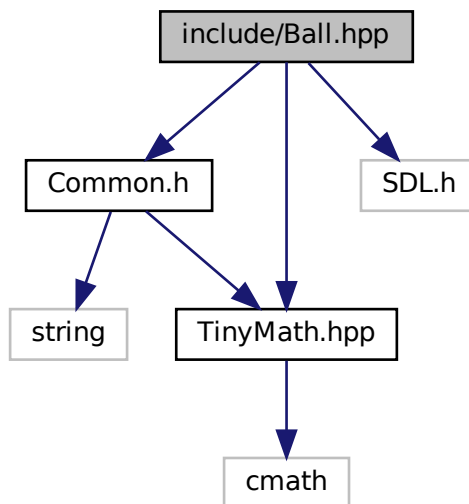 include/Ball.hpp
Common.h
SDL.h
string
TinyMath.hpp
cmath